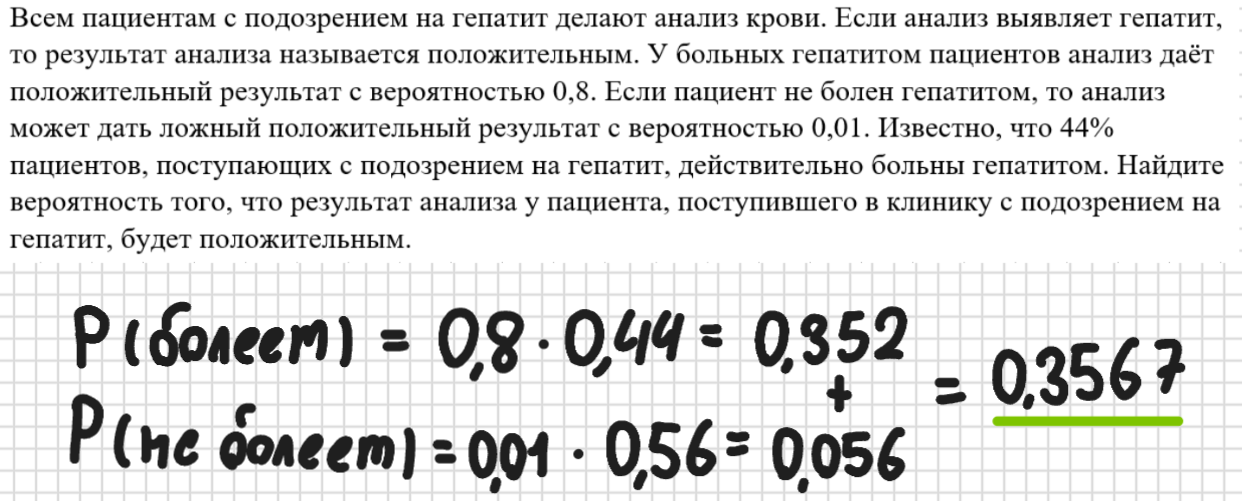 Всем пациентам с подозрением на гепатит делают анализ крови. Если анализ выявляет гепатит,
то результат анализа называется положительным. У больных гепатитом пациентов анализ даёт
положительный результат с вероятностью 0,8. Если пациент не болен гепатитом, то анализ
может дать ложный положительный результат с вероятностью 0,01. Известно, что 44%
пациентов, поступающих с подозрением на гепатит, действительно больны гепатитом. Найдите
вероятность того, что результат анализа у пациента, поступившего в клинику с подозрением на
гепатит, будет положительным.
P(болеет) = 0,8 · 0,44 = 0,352
+ = 0,3567
P(не болеет) = 0,01 · 0,56 = 0,056